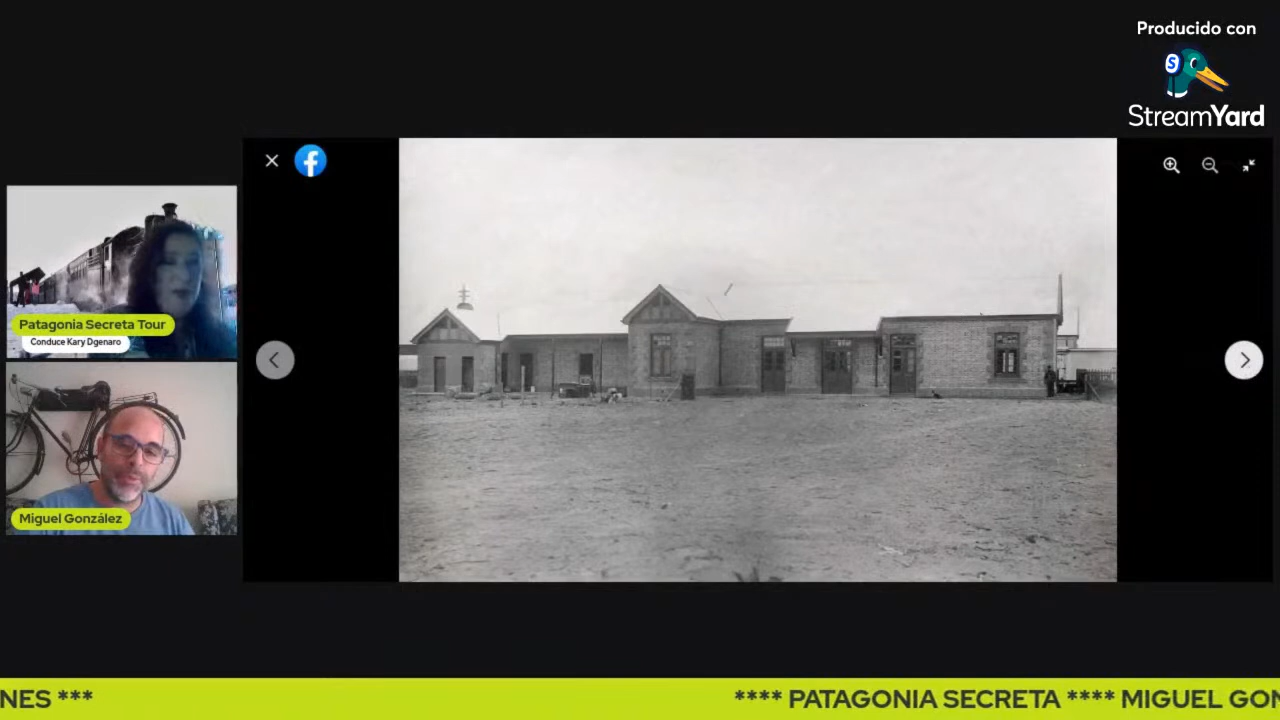 Producido con
S
StreamYard
f
Patagonia Secreta Tour
Conduce Kary Dgenaro
Miguel González
NES *** **** PATAGONIA SECRETA **** MIGUEL GON